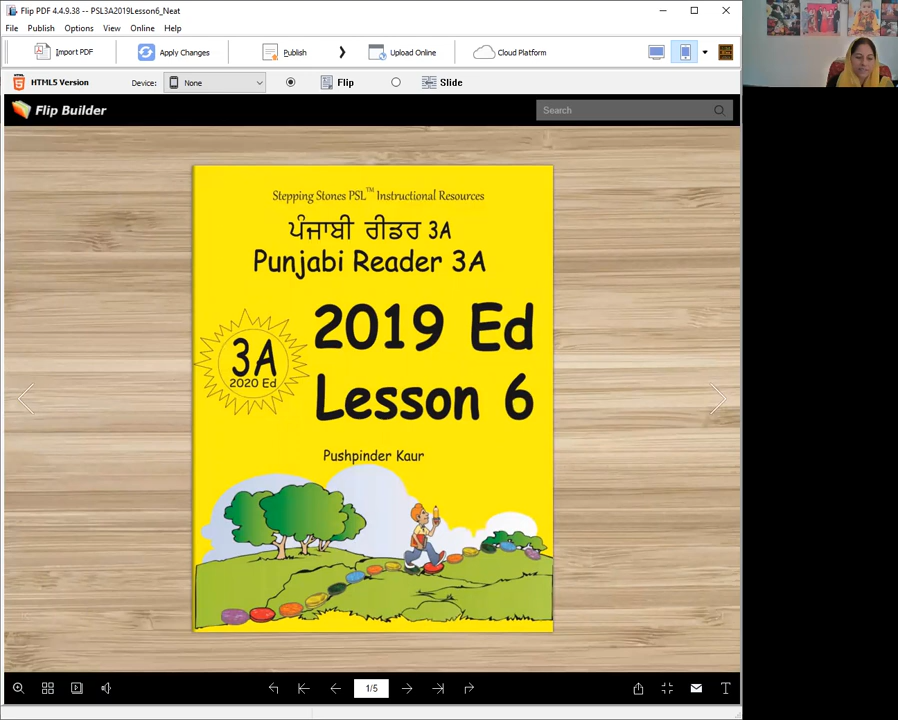 Flip PDF 4.4.9.38 -- PSL3A2019Lesson6_Neat
File Publish Options View Online Help
Import PDF Apply Changes Publish Upload Online Cloud Platform
HTML5 Version Device: None Flip Slide
Flip Builder Search
Stepping Stones PSL™ Instructional Resources
ਪੰਜਾਬੀ ਰੀਡਰ 3A
Punjabi Reader 3A
2019 Ed
3A
2020 Ed
Lesson 6
Pushpinder Kaur
1/5